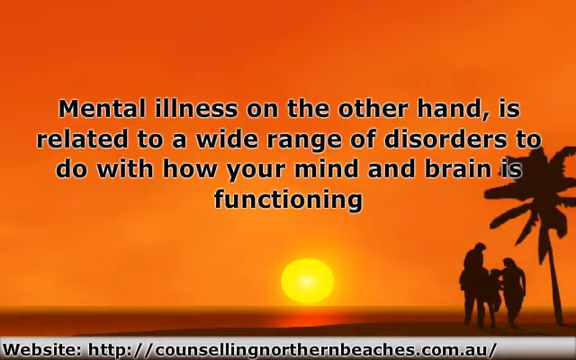 Mental illness on the other hand, is
related to a wide range of disorders to
do with how your mind and brain is
functioning
Website: http://counsellingnorthernbeaches.com.au/